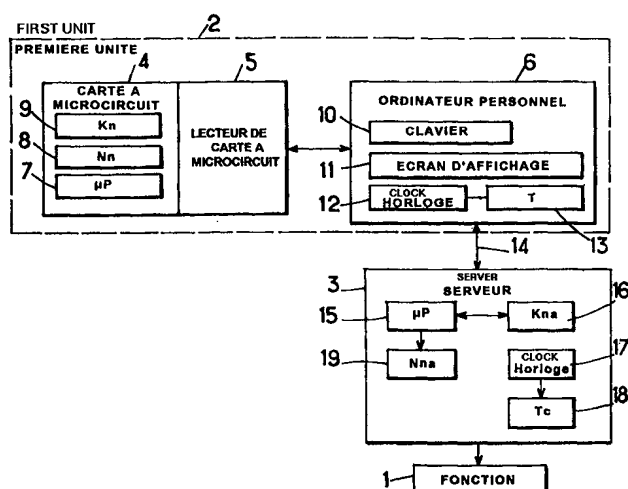 FIRST UNIT
2
PREMIERE UNITE
4
5
6
CARTE A
MICROCIRCUIT
9
Kn
8
Nn
7
µP
LECTEUR DE
CARTE A
MICROCIRCUIT
ORDINATEUR PERSONNEL
10
CLAVIER
11
ECRAN D'AFFICHAGE
12
CLOCK
HORLOGE
T
13
14
3
SERVER
SERVEUR
16
15
µP
Kna
17
19
Nna
CLOCK
Horloge
Tc
18
1
FONCTION